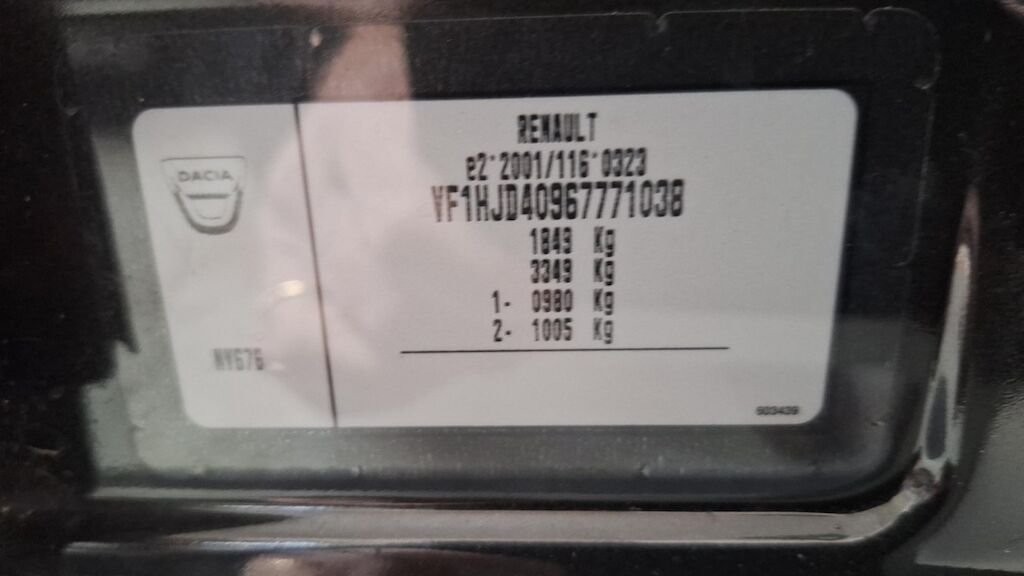 DACIA
RENAULT
e2*2001/116*0323
VF1HJD40967771038
1849 Kg
3349 Kg
1- 0980 Kg
2- 1005 Kg
NV676
603439